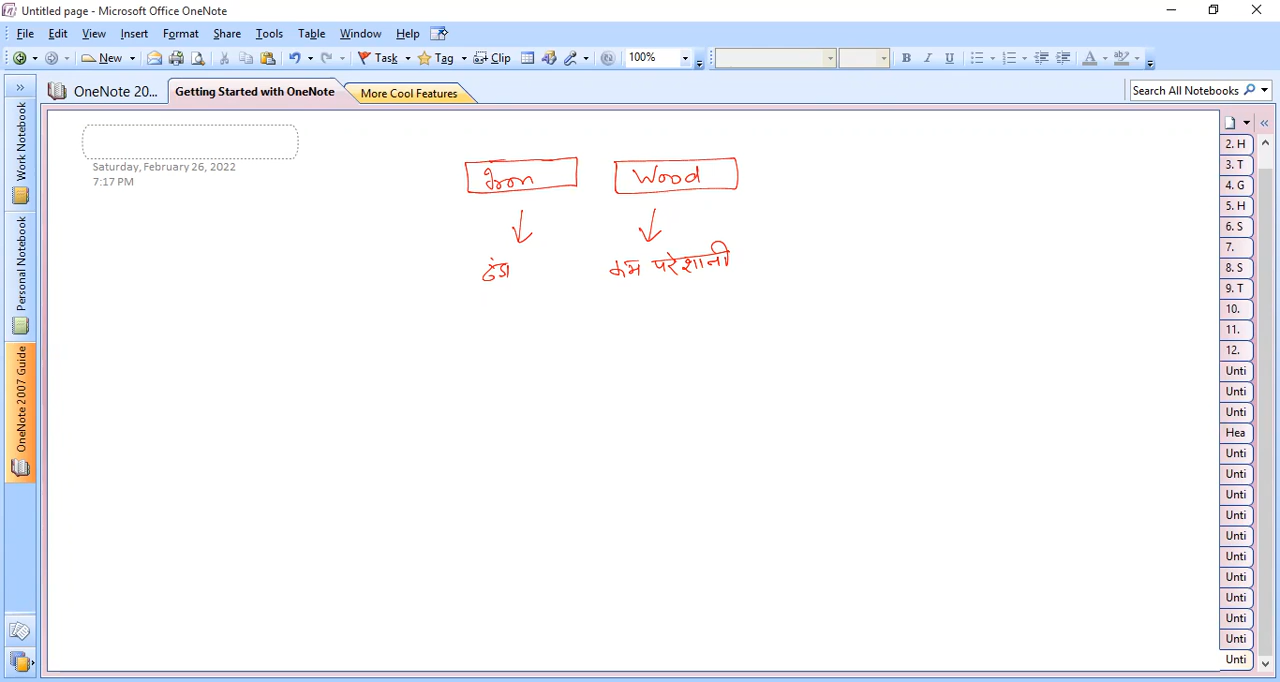 Untitled page - Microsoft Office OneNote
File Edit View Insert Format Share Tools Table Window Help
New Task Tag Clip 100% B I U A ab
OneNote 20... Getting Started with OneNote More Cool Features Search All Notebooks
Work Notebook
Personal Notebook
OneNote 2007 Guide
Saturday, February 26, 2022
7:17 PM
Iron Wood
ठंडा कम परेशानी
2. H
3. T
4. G
5. H
6. S
7.
8. S
9. T
10.
11.
12.
Unti
Unti
Unti
Hea
Unti
Unti
Unti
Unti
Unti
Unti
Unti
Unti
Unti
Unti
Unti